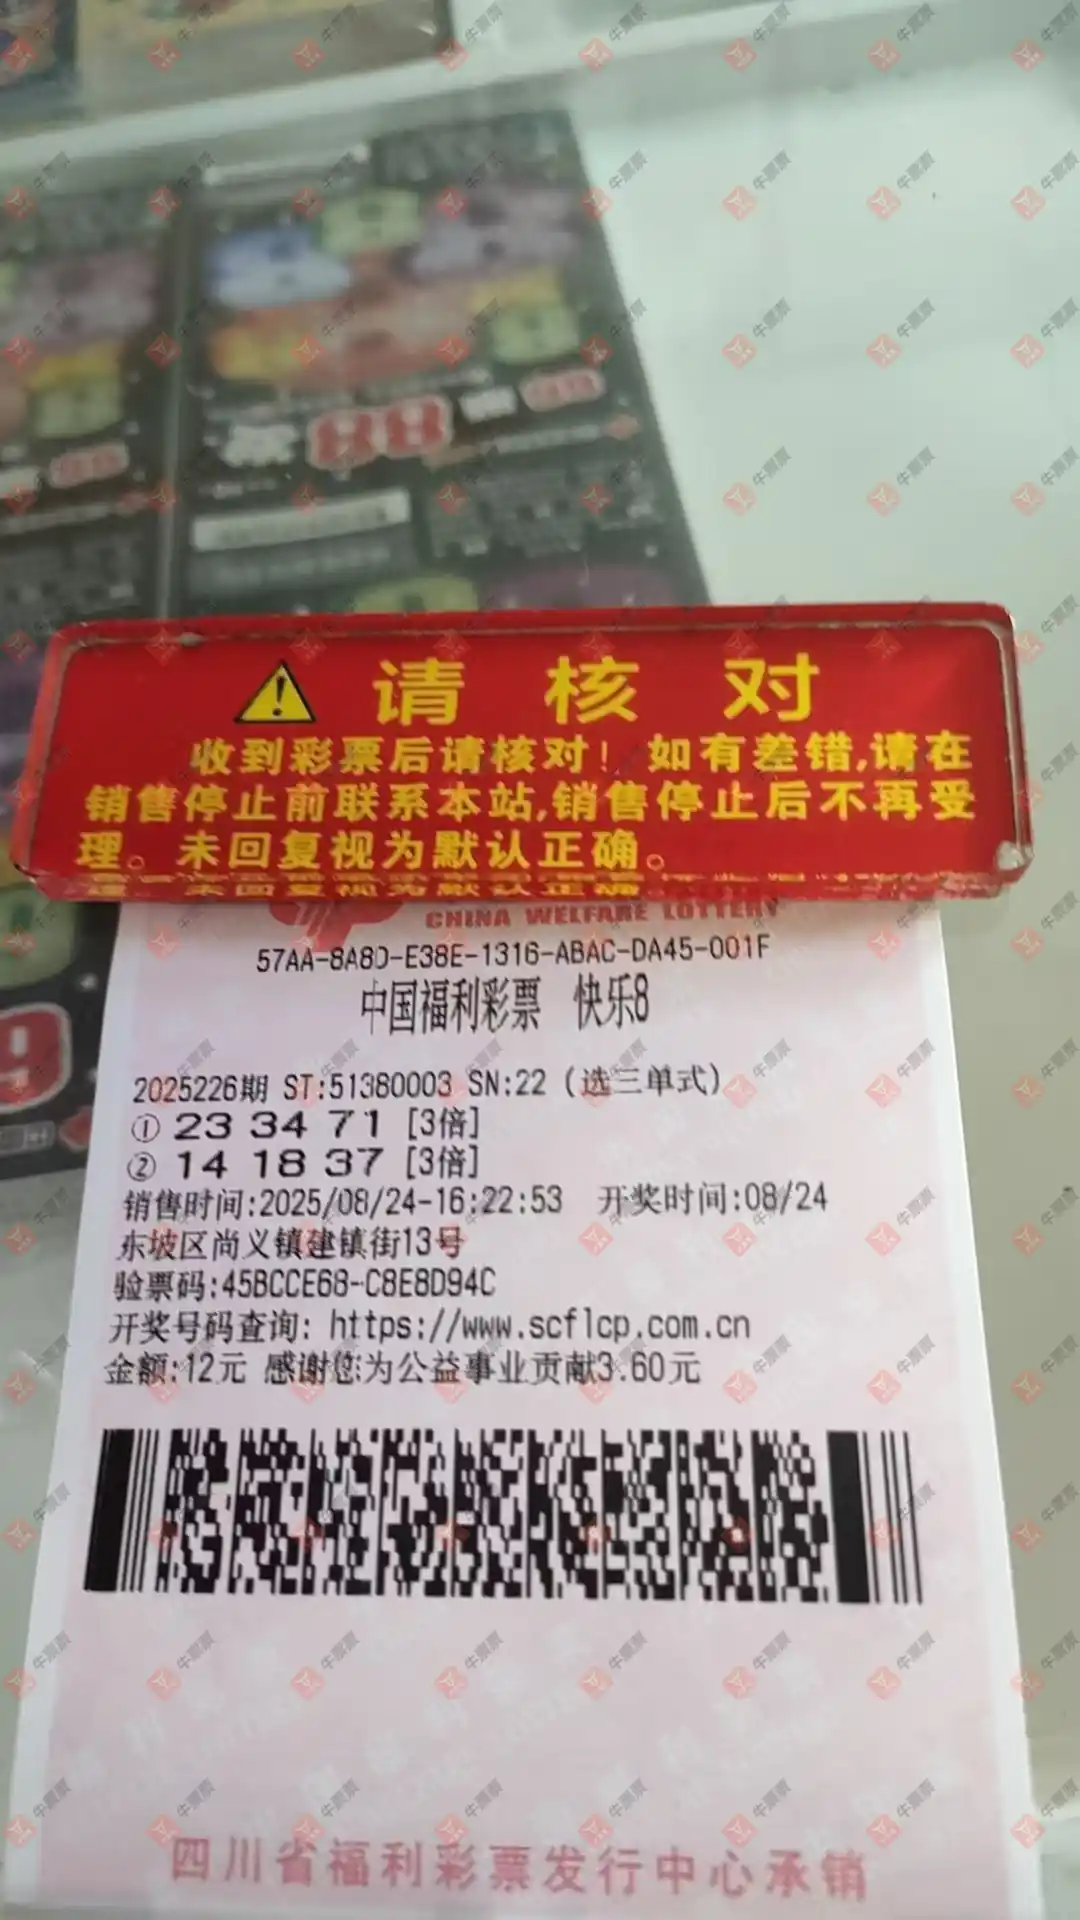 88
请核对
收到彩票后请核对！如有差错,请在
销售停止前联系本站,销售停止后不再受
理。未回复视为默认正确。
CHINA WELFARE LOTTERY
57AA-8A8D-E38E-1316-ABAC-DA45-001F
中国福利彩票 快乐8
9
2025226期 ST:51380003 SN:22 (选三单式)
① 23 34 71 [3倍]
② 14 18 37 [3倍]
销售时间:2025/08/24-16:22:53 开奖时间:08/24
东坡区尚义镇建镇街13号
验票码:45BCCE68-C8E8D94C
开奖号码查询: https://www.scflcp.com.cn
金额:12元 感谢您为公益事业贡献3.60元
四川省福利彩票发行中心承销
牛票票